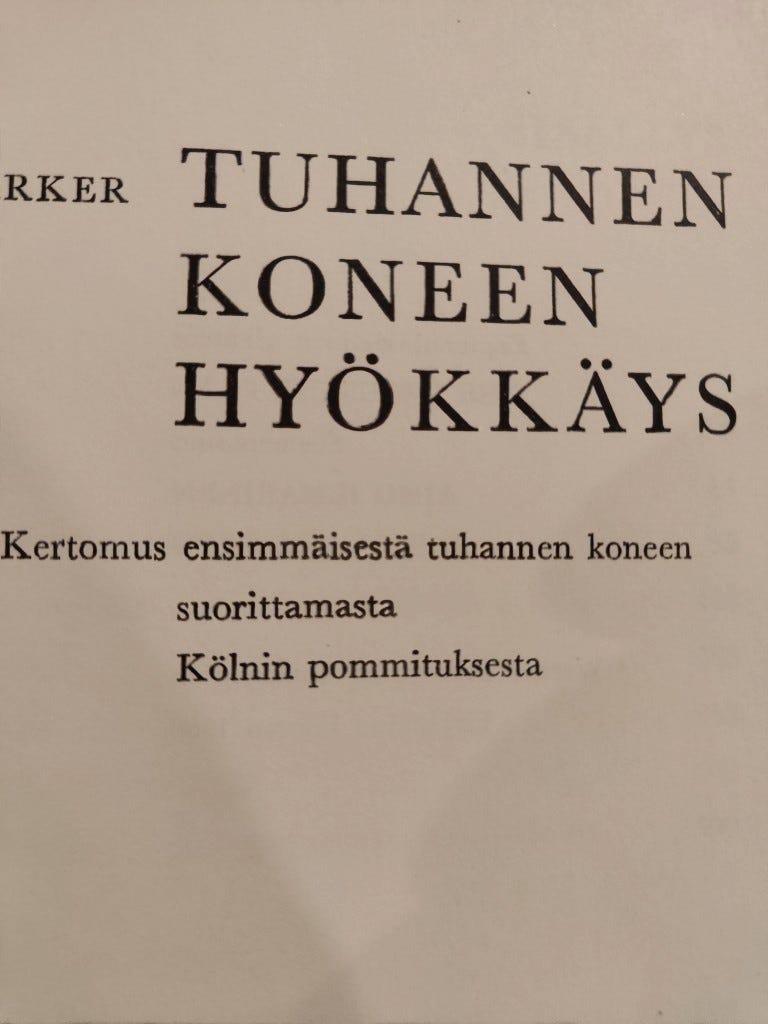 RKER TUHANNEN
KONEEN
HYÖKKÄYS
Kertomus ensimmäisestä tuhannen koneen
suorittamasta
Kölnin pommituksesta